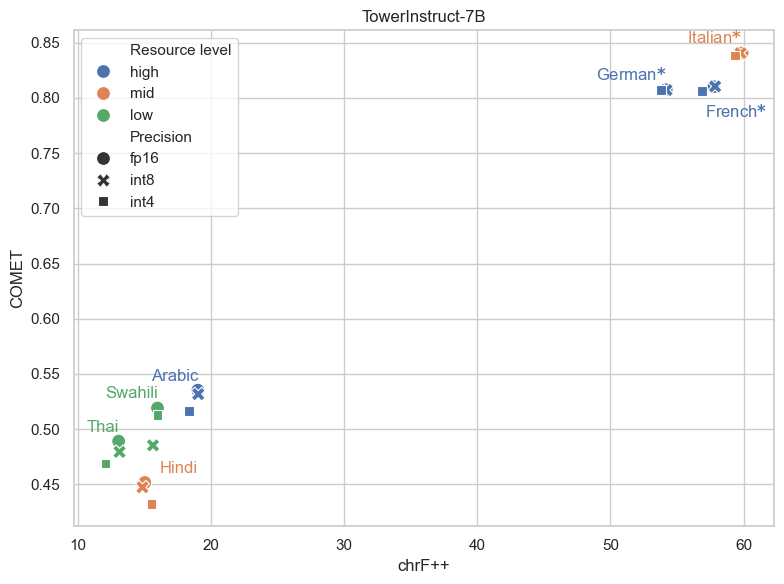 TowerInstruct-7B
Resource level
high
mid
low
Precision
fp16
int8
int4
Italian*
German*
French*
Arabic
Swahili
Thai
Hindi
COMET
0.85
0.80
0.75
0.70
0.65
0.60
0.55
0.50
0.45
10 20 30 40 50 60
chrF++